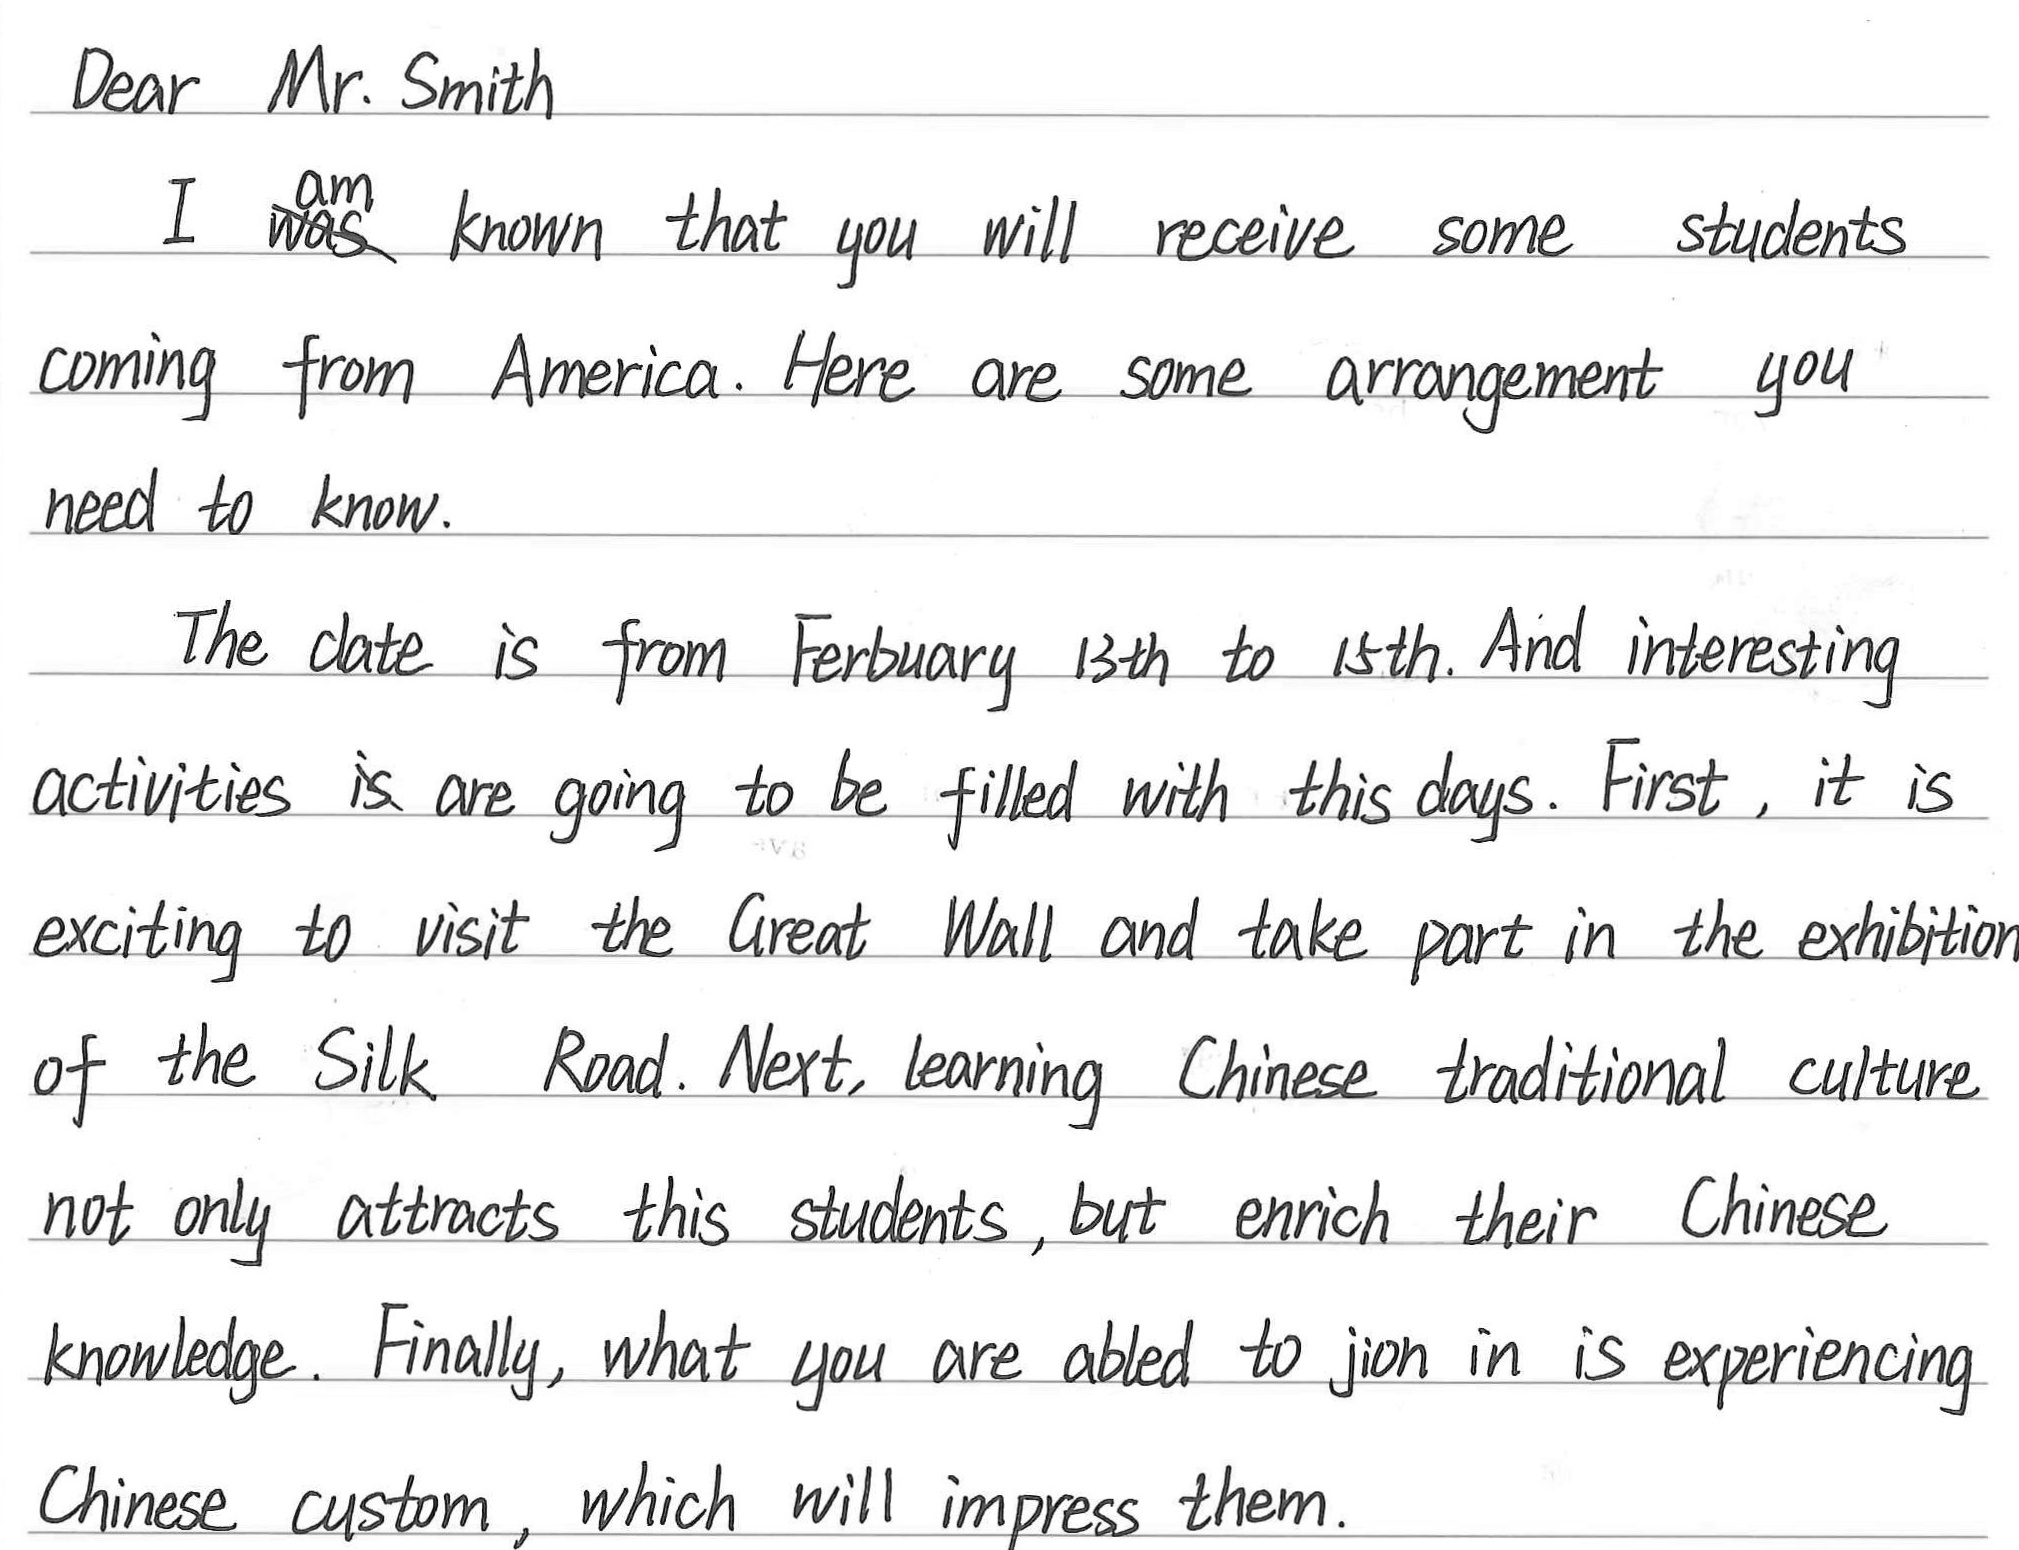 Dear Mr. Smith
I am known that you will receive some students
coming from America. Here are some arrangement you
need to know.
The date is from Ferbuary 13th to 15th. And interesting
activities are going to be filled with this days. First, it is
exciting to visit the Great Wall and take part in the exhibition
of the Silk Road. Next, learning Chinese traditional culture
not only attracts this students, but enrich their Chinese
knowledge. Finally, what you are abled to jion in is experiencing
Chinese custom, which will impress them.